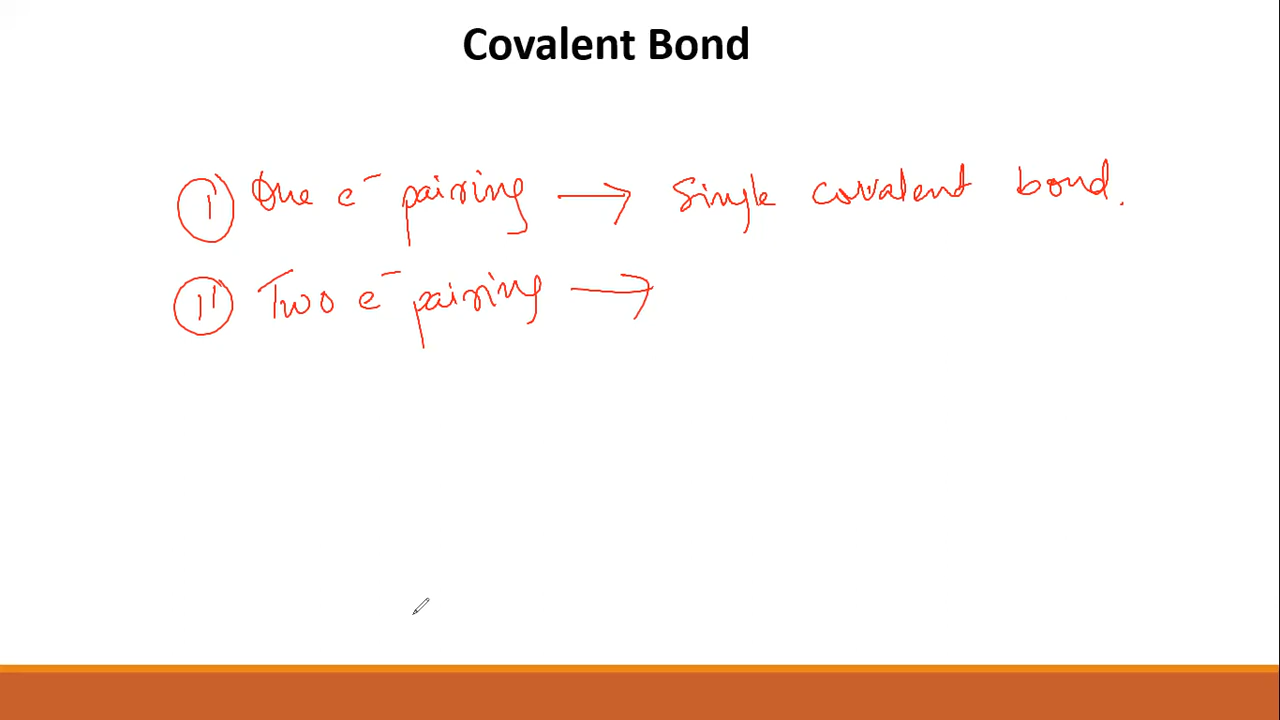 Covalent Bond
(i) One e⁻ pairing → Single covalent bond.
(ii) Two e⁻ pairing →